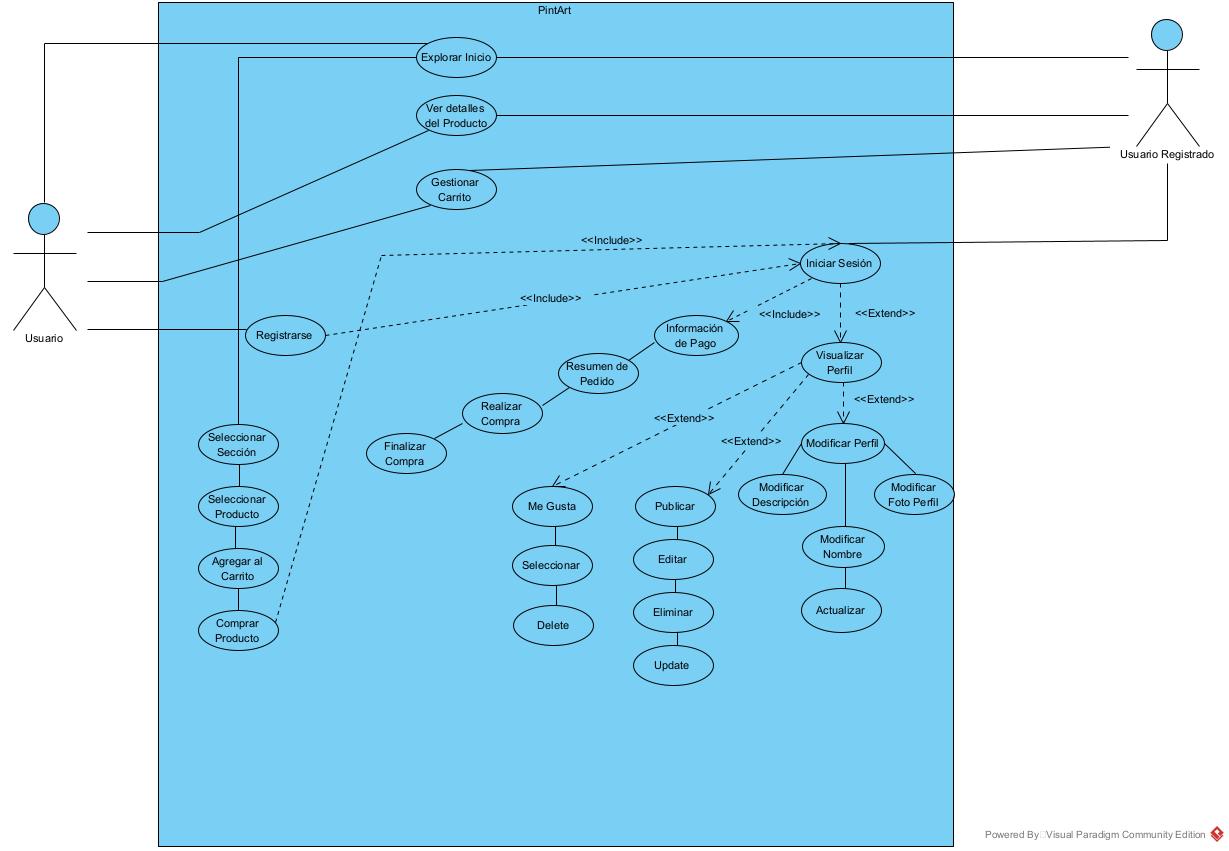 PintArt
Explorar Inicio
Ver detalles
del Producto
Usuario Registrado
Gestionar
Carrito
<<Include>>
Iniciar Sesión
<<Include>>
<<Include>>
<<Extend>>
Usuario
Registrarse
Información
de Pago
Visualizar
Perfil
Resumen de
Pedido
<<Extend>>
Realizar
Compra
<<Extend>>
<<Extend>>
Modificar Perfil
Seleccionar
Sección
Finalizar
Compra
Modificar
Descripción
Modificar
Foto Perfil
Seleccionar
Producto
Me Gusta
Publicar
Modificar
Nombre
Agregar al
Carrito
Seleccionar
Editar
Comprar
Producto
Delete
Eliminar
Actualizar
Update
Powered By Visual Paradigm Community Edition